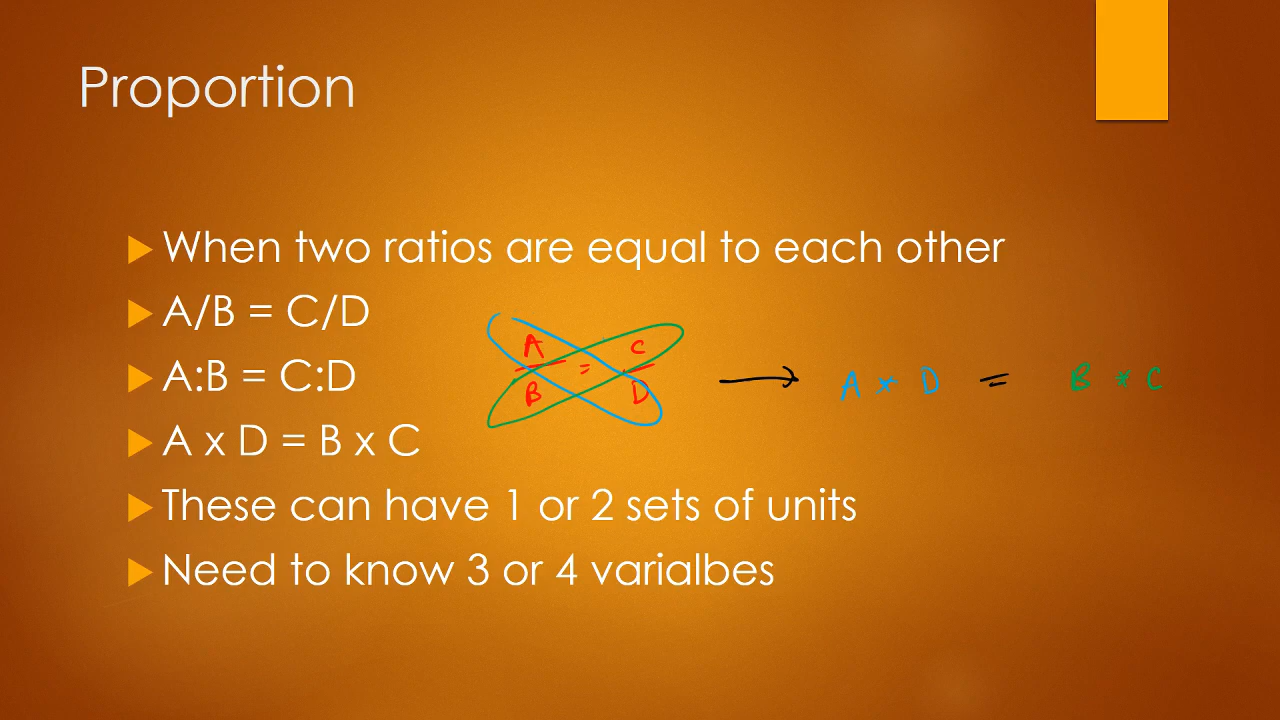 Proportion
When two ratios are equal to each other
A/B = C/D
A:B = C:D
A x D = B x C
These can have 1 or 2 sets of units
Need to know 3 or 4 varialbes
A C
=
B D
→ A * D = B * C